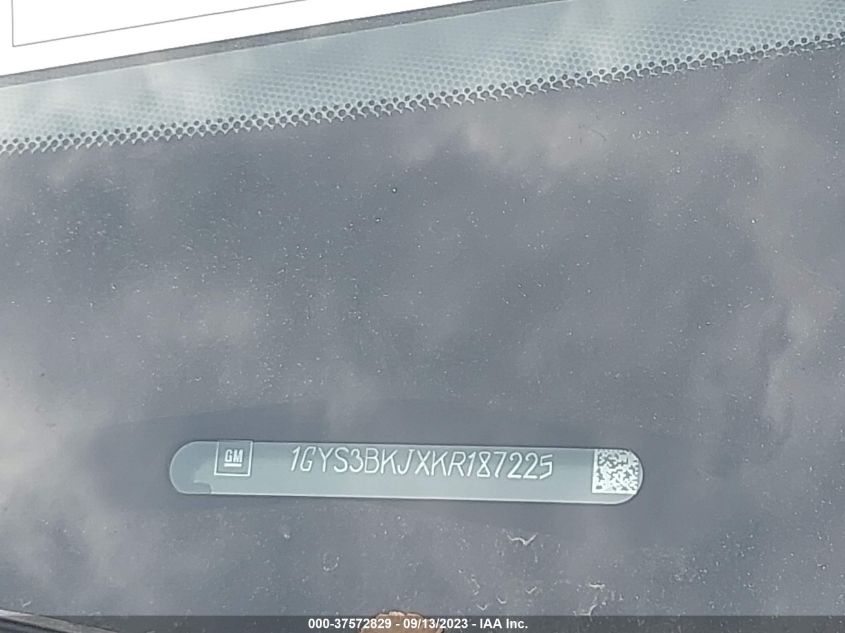 GM 1GYS3BKJXKR187225
000-37572829 - 09/13/2023 - IAA Inc.